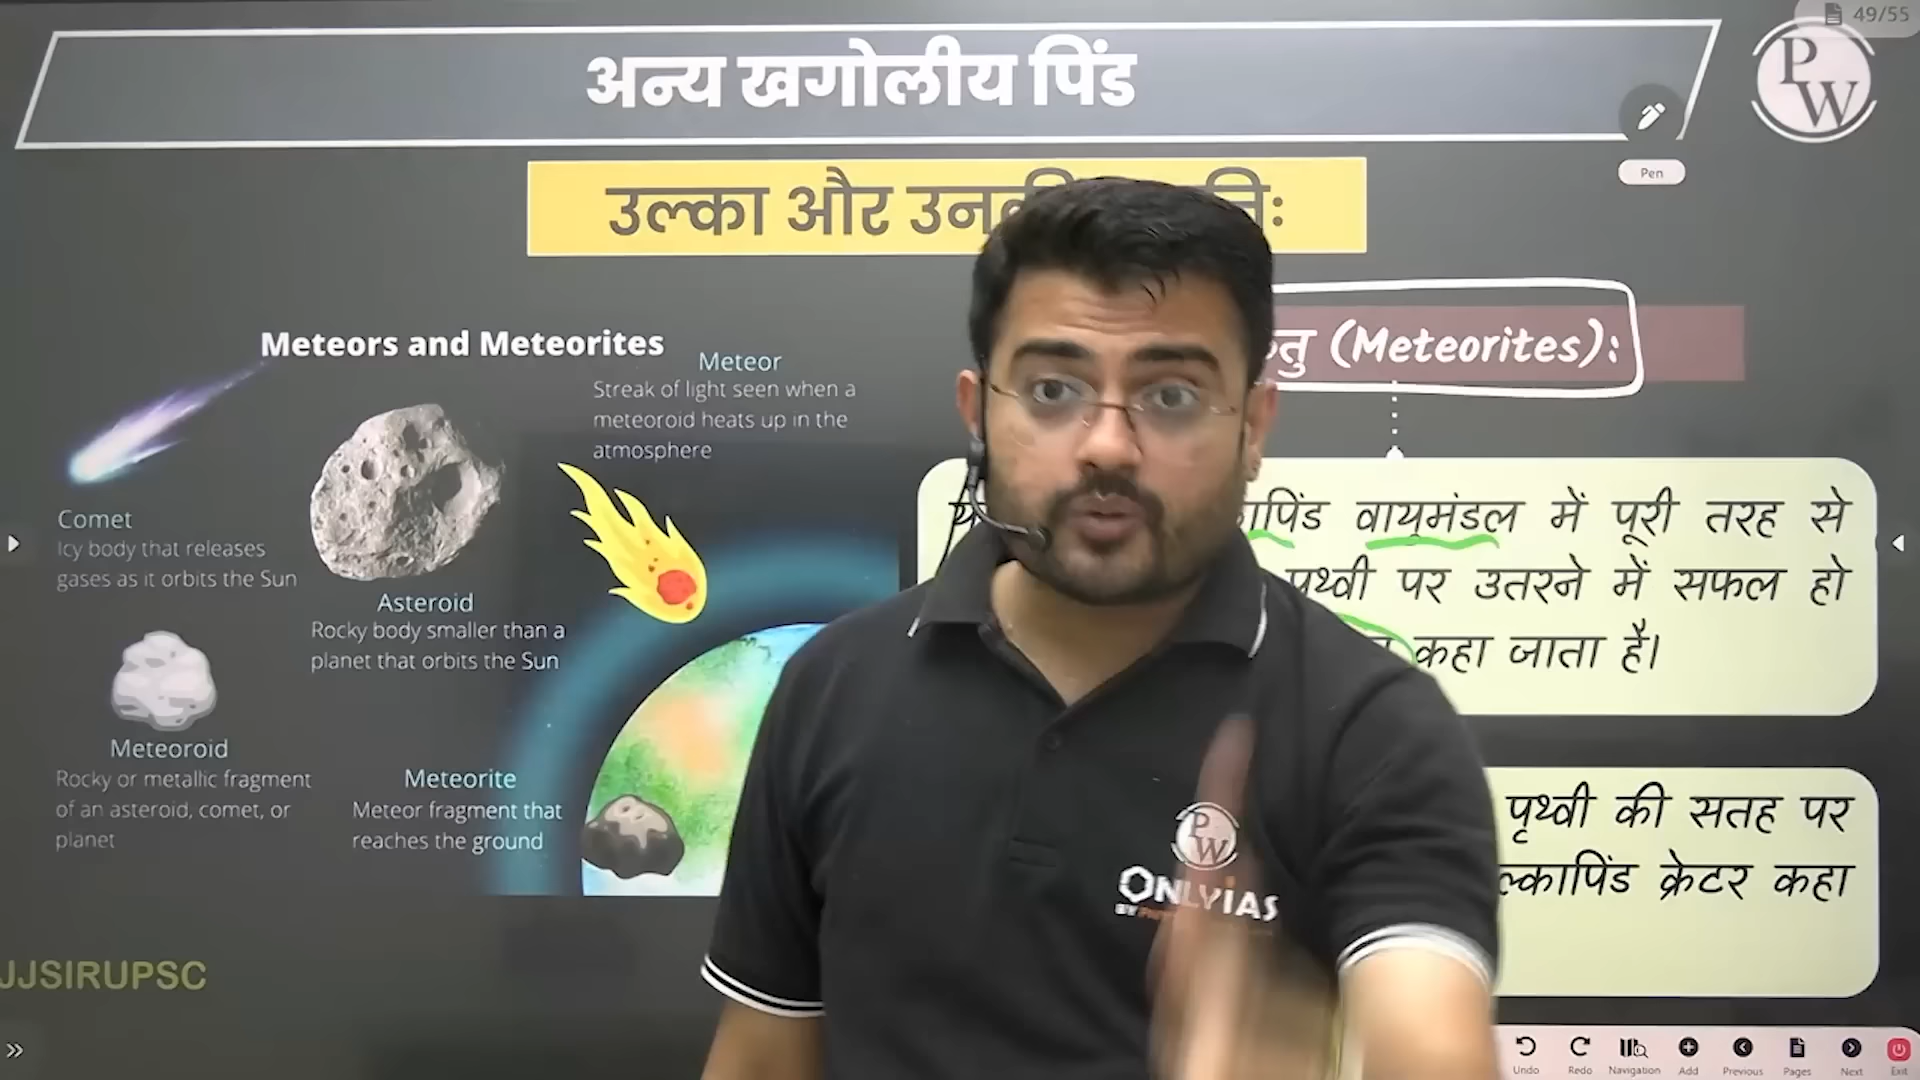 49/55
अन्य खगोलीय पिंड
PW
Pen
उल्का और
Meteors and Meteorites
(Meteorites):
Meteor
Streak of light seen when a
meteoroid heats up in the
atmosphere
Comet
Icy body that releases
gases as it orbits the Sun
Asteroid
Rocky body smaller than a
planet that orbits the Sun
Meteoroid
Rocky or metallic fragment
of an asteroid, comet, or
planet
Meteorite
Meteor fragment that
reaches the ground
वायुमंडल में पूरी तरह से
पृथ्वी पर उतरने में सफल हो
कहा जाता है।
पृथ्वी की सतह पर
क्रेटर कहा
PW
ONLYIAS
BY
JJSIRUPSC
Undo Redo Navigation Add Previous Pages Next Exit